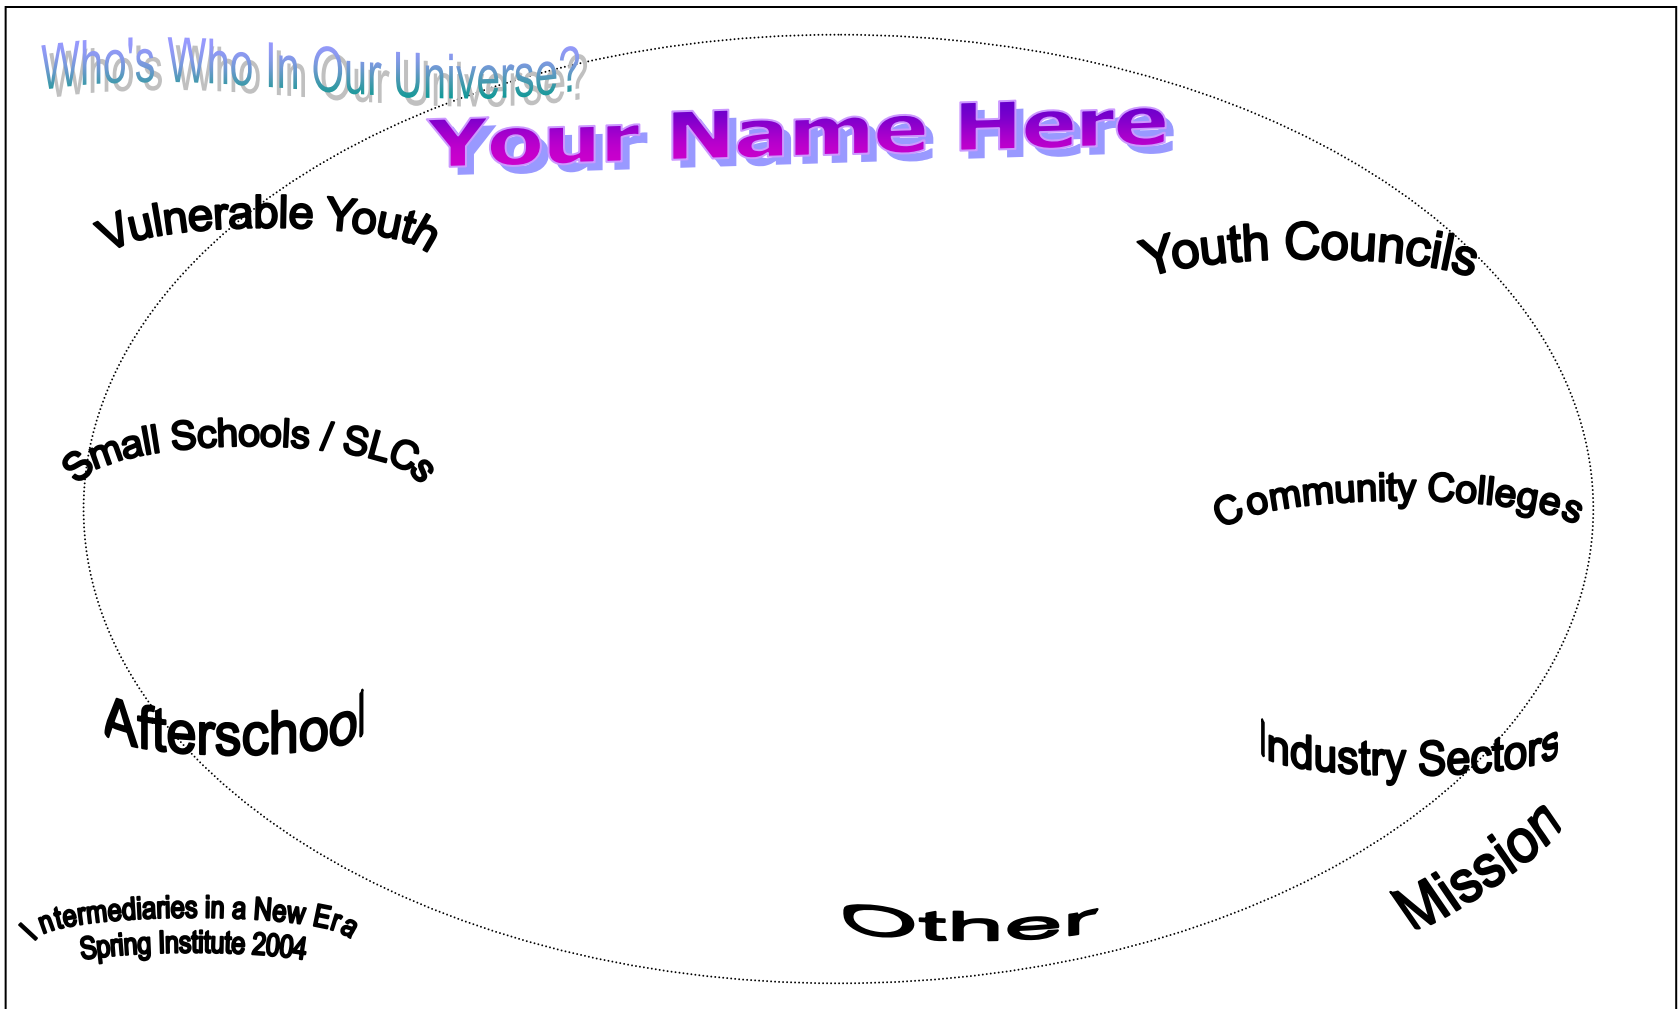 Who's Who In Our Universe?
Your Name Here
Vulnerable Youth
Youth Councils
Small Schools / SLCs
Community Colleges
Afterschool
Industry Sectors
Mission
Other
Intermediaries in a New Era
Spring Institute 2004